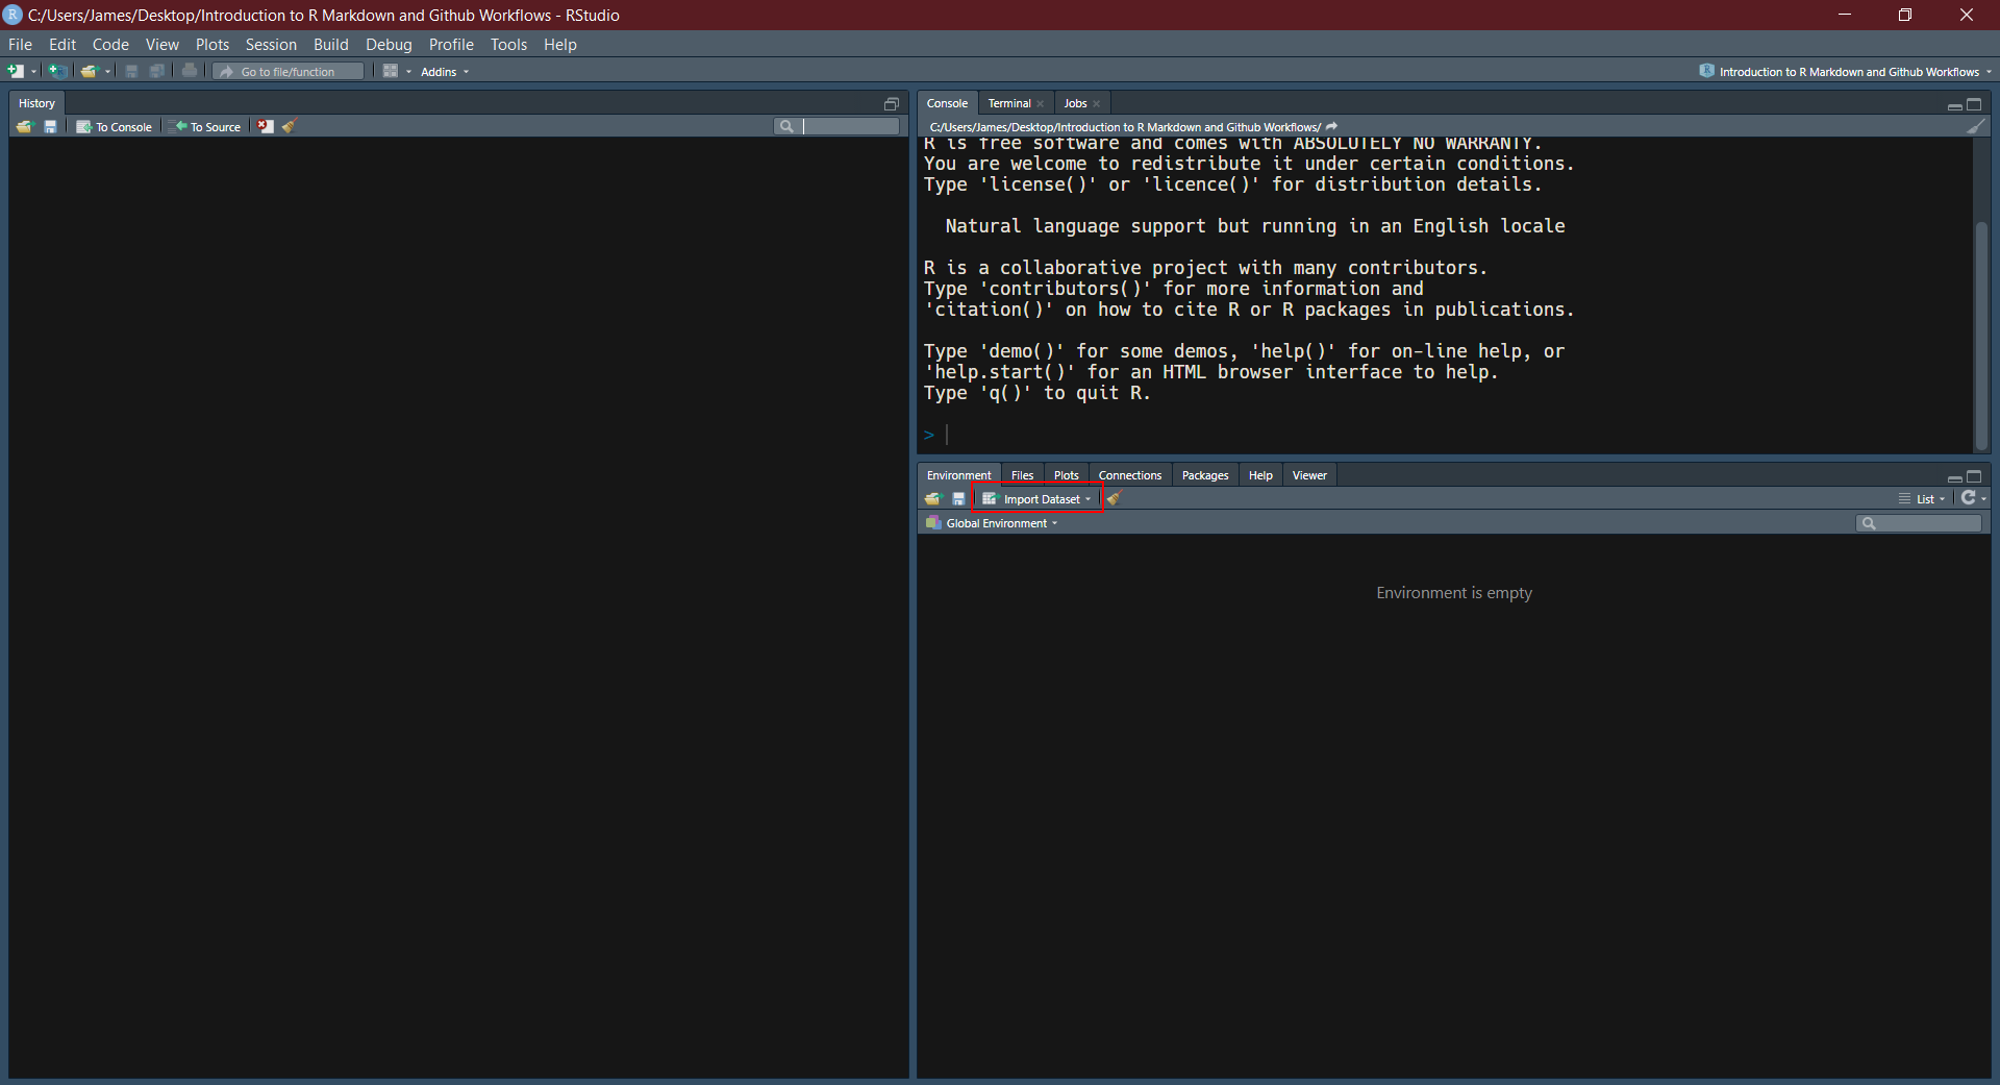 C:/Users/James/Desktop/Introduction to R Markdown and Github Workflows - RStudio
File Edit Code View Plots Session Build Debug Profile Tools Help
Go to file/function Addins Introduction to R Markdown and Github Workflows
History
To Console To Source
Console Terminal Jobs
C:/Users/James/Desktop/Introduction to R Markdown and Github Workflows/
R is free software and comes with ABSOLUTELY NO WARRANTY.
You are welcome to redistribute it under certain conditions.
Type 'license()' or 'licence()' for distribution details.
Natural language support but running in an English locale
R is a collaborative project with many contributors.
Type 'contributors()' for more information and
'citation()' on how to cite R or R packages in publications.
Type 'demo()' for some demos, 'help()' for on-line help, or
'help.start()' for an HTML browser interface to help.
Type 'q()' to quit R.
>
Environment Files Plots Connections Packages Help Viewer
Import Dataset List
Global Environment
Environment is empty